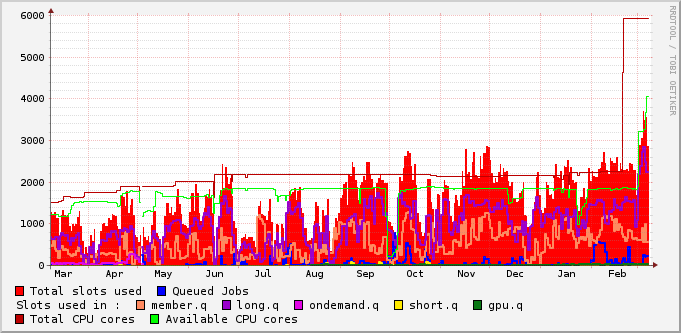 RRDTOOL / TOBI OETIKER
6000
5000
4000
3000
2000
1000
0
Mar Apr May Jun Jul Aug Sep Oct Nov Dec Jan Feb
Total slots used Queued Jobs
Slots used in : member.q long.q ondemand.q short.q gpu.q
Total CPU cores Available CPU cores